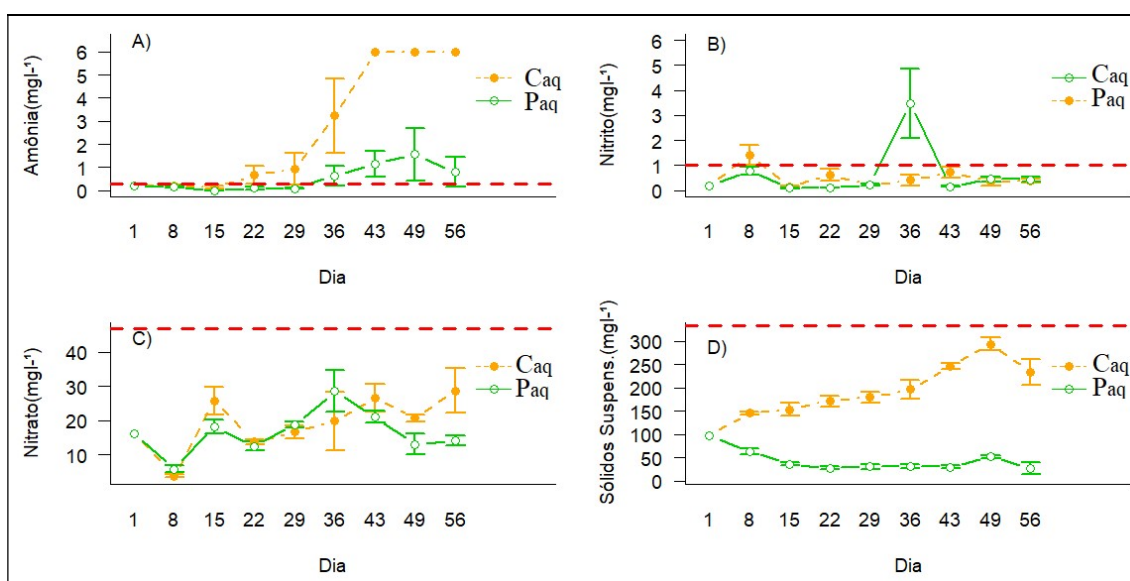 A)
Amônia(mgl-¹)
6
5
4
3
2
1
0
Caq
Paq
1 8 15 22 29 36 43 49 56
Dia
B)
Nitrito(mgl-¹)
6
5
4
3
2
1
0
Caq
Paq
1 8 15 22 29 36 43 49 56
Dia
C)
Nitrato(mgl-¹)
40
30
20
10
Caq
Paq
1 8 15 22 29 36 43 49 56
Dia
D)
Sólidos Suspens.(mgl-¹)
300
250
200
150
100
50
0
Caq
Paq
1 8 15 22 29 36 43 49 56
Dia